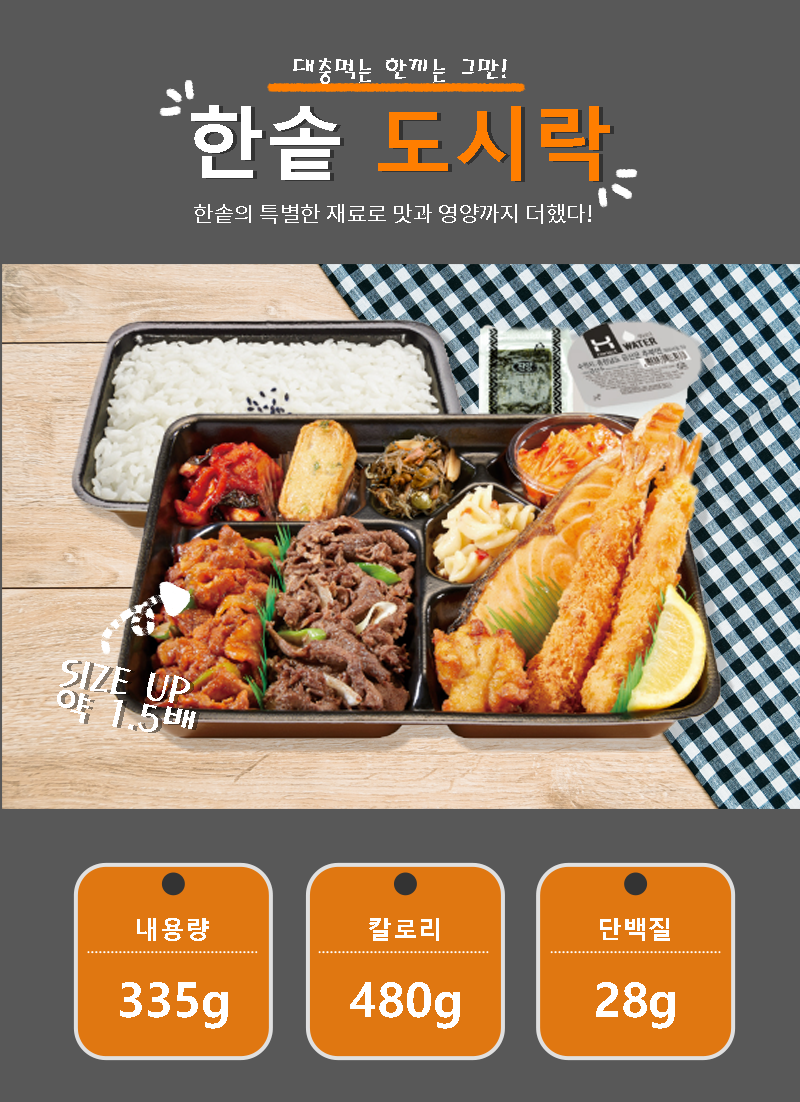 대충먹는 한끼는 그만!
한솥 도시락
한솥의 특별한 재료로 맛과 영양까지 더했다!
WATER
SIZE UP
약 1.5배
내용량
335g
칼로리
480g
단백질
28g